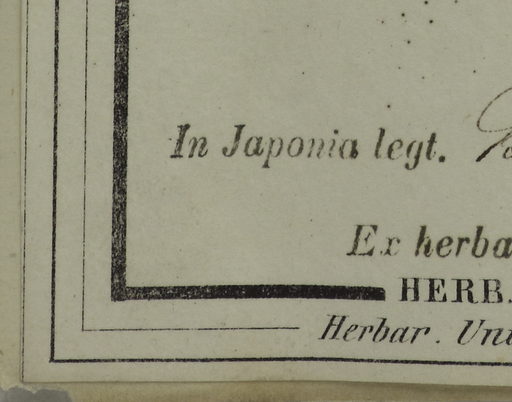 In Japonia legt.
Ex herba
HERB.
Herbar. Uni